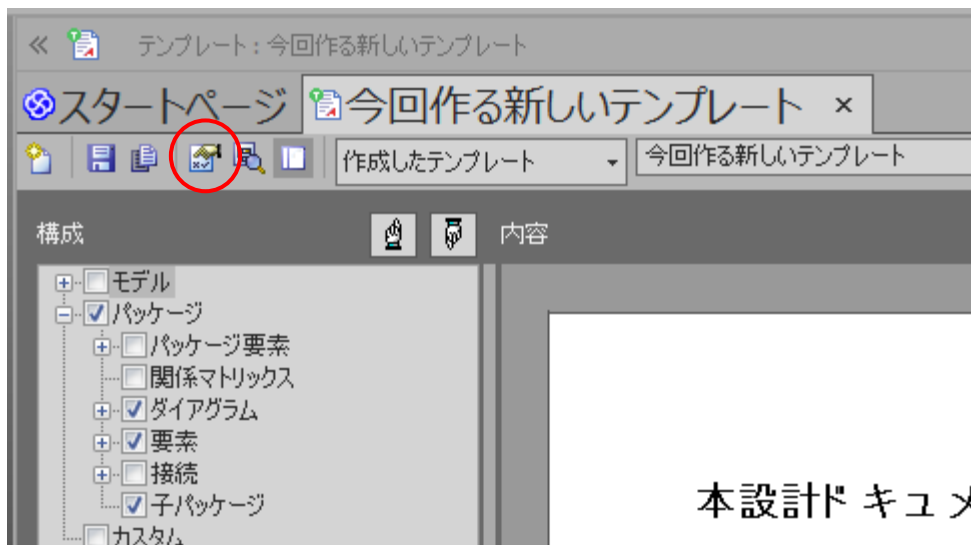 « テンプレート : 今回作る新しいテンプレート
スタートページ 今回作る新しいテンプレート ×
作成したテンプレート 今回作る新しいテンプレート
構成 内容
モデル
パッケージ
パッケージ要素
関係マトリックス
ダイアグラム
要素
接続
子パッケージ
カスタム
本設計ドキュメ